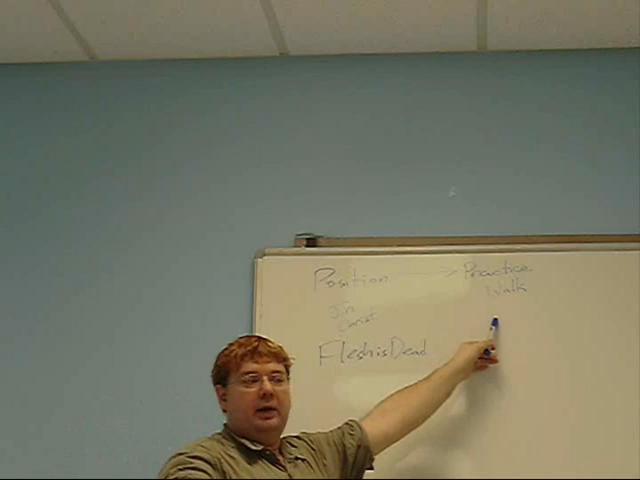 Position → Practice
Walk
in
Christ
Flesh is Dead